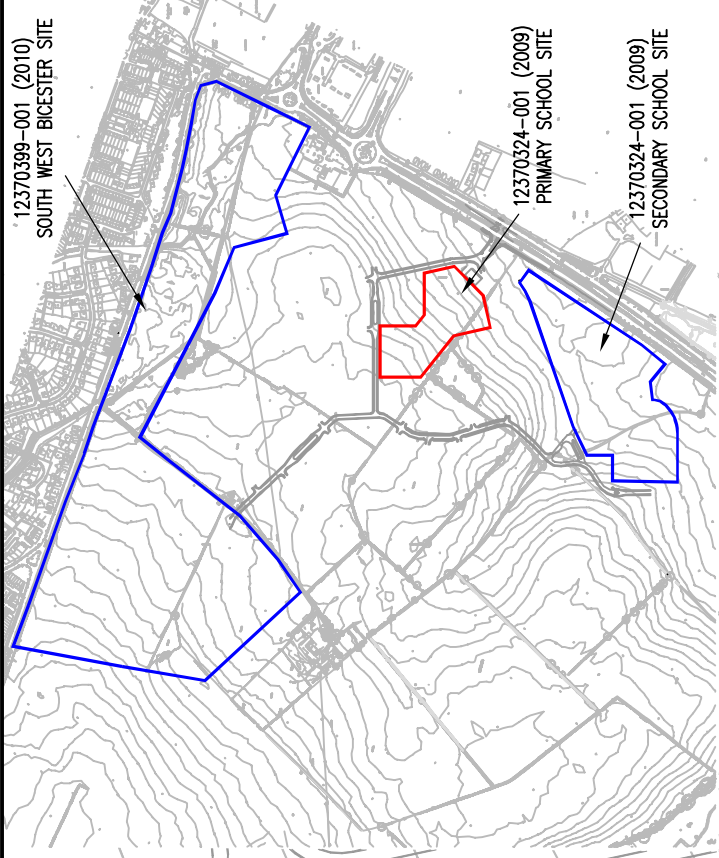 12370399-001 (2010)
SOUTH WEST BICESTER SITE
12370324-001 (2009)
PRIMARY SCHOOL SITE
12370324-001 (2009)
SECONDARY SCHOOL SITE